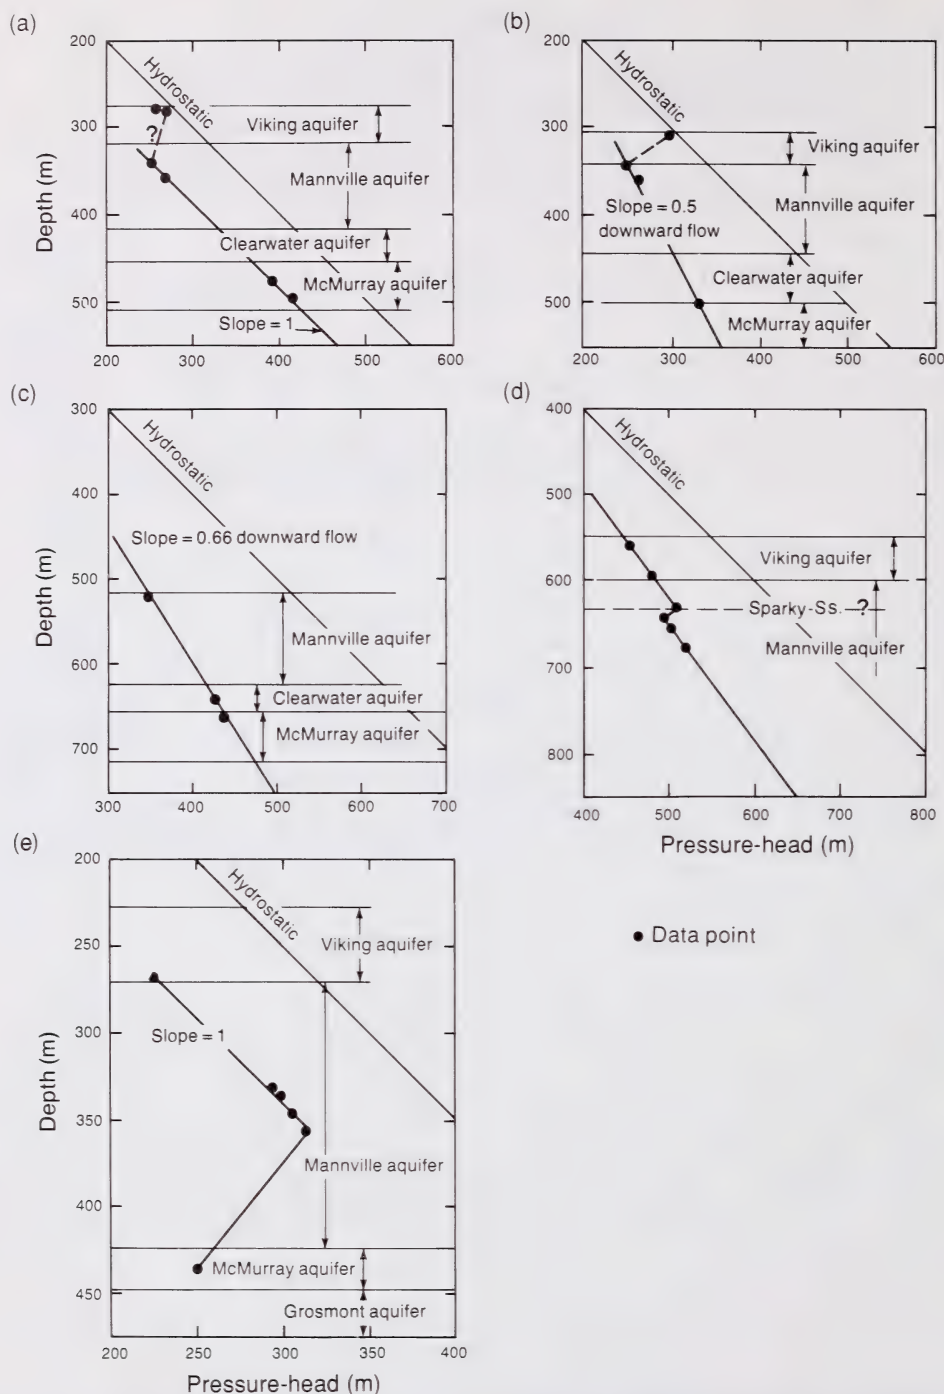 (a)
200
300
400
500
200
300
400
500
600
Depth (m)
Hydrostatic
?
Viking aquifer
Mannville aquifer
Clearwater aquifer
McMurray aquifer
Slope = 1
(b)
200
300
400
500
200
300
400
500
600
Hydrostatic
Viking aquifer
Slope = 0.5
downward flow
Mannville aquifer
Clearwater aquifer
McMurray aquifer
(c)
300
400
500
600
700
300
400
500
600
700
Depth (m)
Hydrostatic
Slope = 0.66 downward flow
Mannville aquifer
Clearwater aquifer
McMurray aquifer
(d)
400
500
600
700
800
400
500
600
700
800
Hydrostatic
Viking aquifer
Sparky-Ss. ?
Mannville aquifer
Pressure-head (m)
(e)
200
250
300
350
400
450
200
250
300
350
400
Depth (m)
Hydrostatic
Viking aquifer
Slope = 1
Mannville aquifer
McMurray aquifer
Grosmont aquifer
Pressure-head (m)
Data point